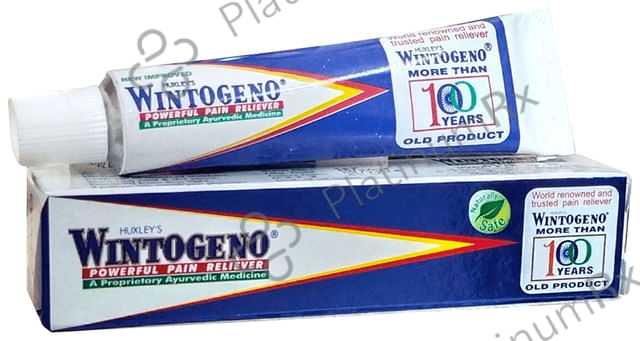 NEW IMPROVED
HUXLEY'S
WINTOGENO®
POWERFUL PAIN RELIEVER
A Proprietary Ayurvedic Medicine
World renowned and
trusted pain reliever
HUXLEY'S
WINTOGENO®
MORE THAN
100
YEARS
OLD PRODUCT
HUXLEY'S
WINTOGENO®
POWERFUL PAIN RELIEVER
A Proprietary Ayurvedic Medicine
Naturally
Safe
World renowned and
trusted pain reliever
HUXLEY'S
WINTOGENO®
MORE THAN
100
YEARS
OLD PRODUCT
PlatinumRx